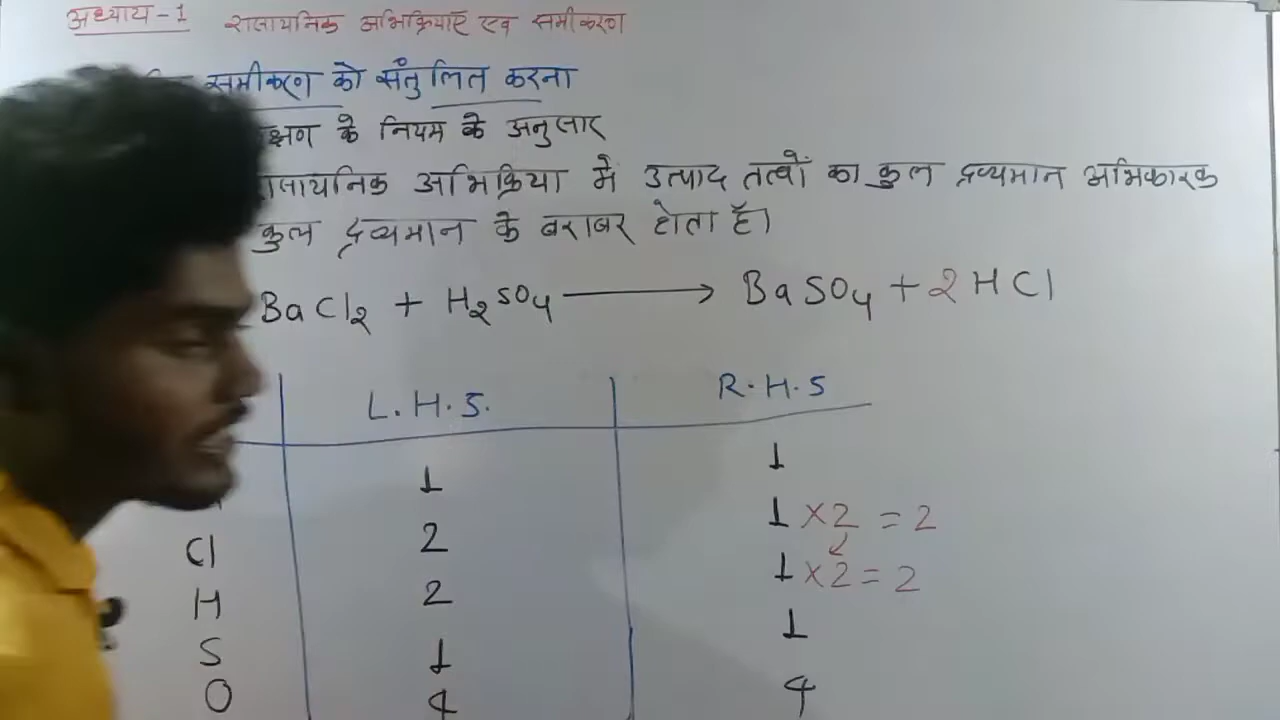 अध्याय-1 रासायनिक अभिक्रियाएँ एवं समीकरण
समीकरण को संतुलित करना
के नियम के अनुसार
अभिक्रिया में उत्पाद तत्वों का कुल द्रव्यमान अभिकारक
कुल द्रव्यमान के बराबर होता है।
BaCl₂ + H₂SO₄ ⟶ BaSO₄ + 2HCl
L.H.S. R.H.S
1 1
Cl 2 1 ×2 = 2
H 2 1 ×2 = 2
S 1 1
O 4 4